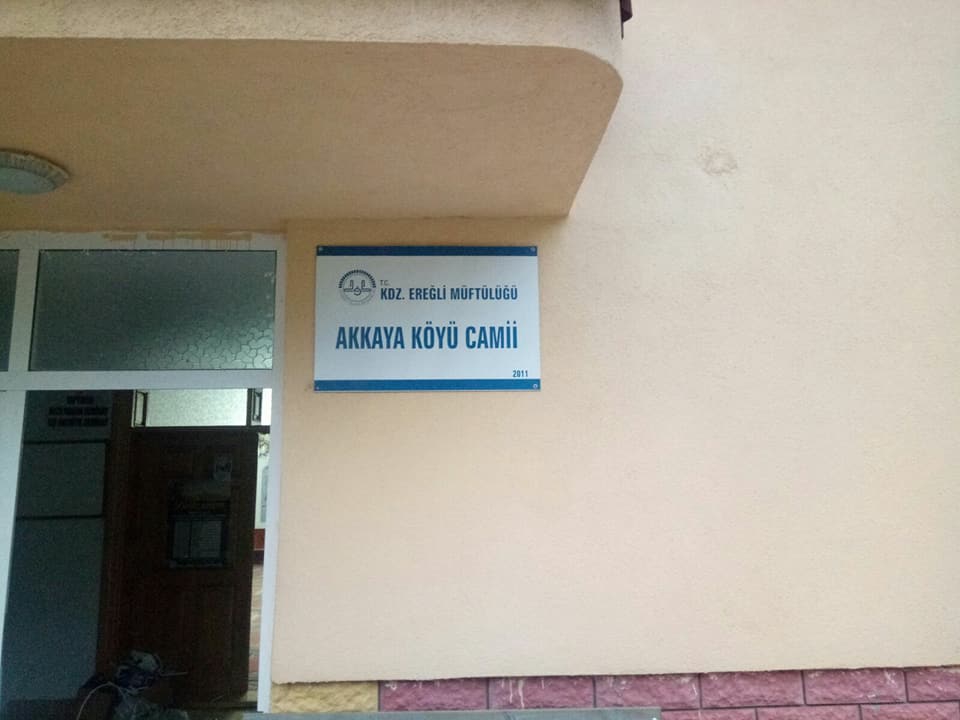 T.C.
KDZ. EREĞLİ MÜFTÜLÜĞÜ
AKKAYA KÖYÜ CAMİİ
2011